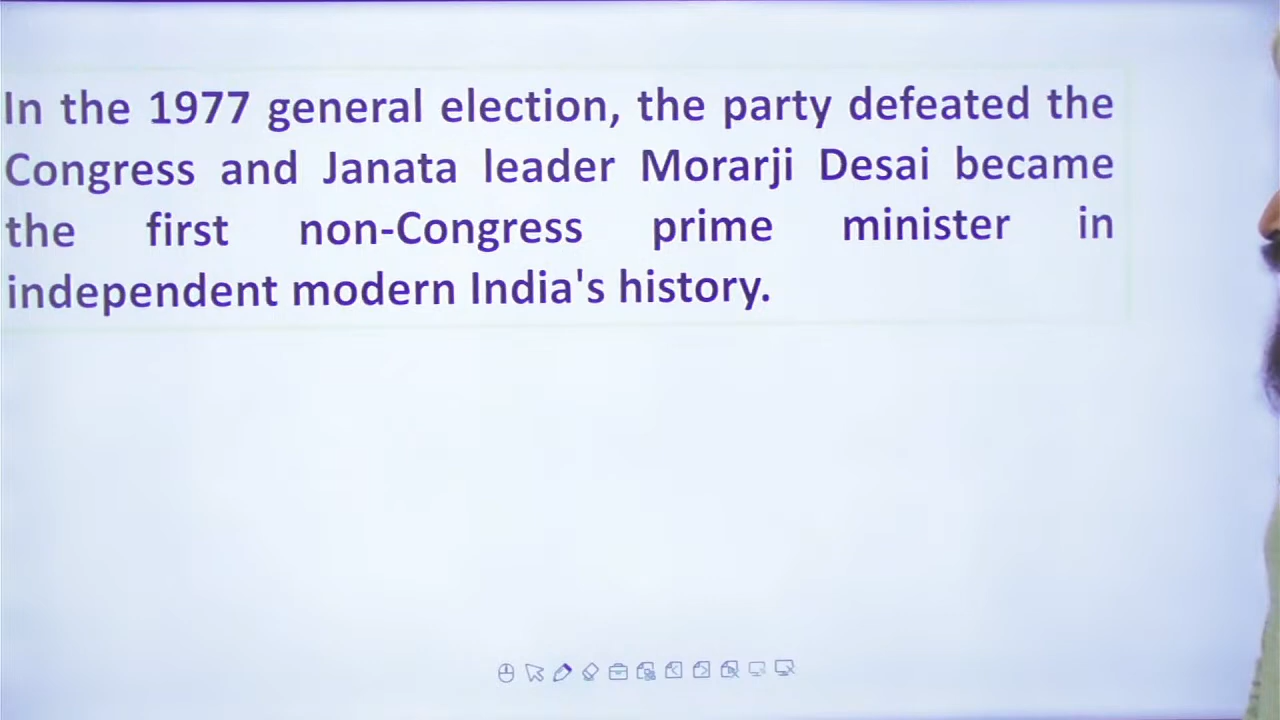 In the 1977 general election, the party defeated the
Congress and Janata leader Morarji Desai became
the first non-Congress prime minister in
independent modern India's history.